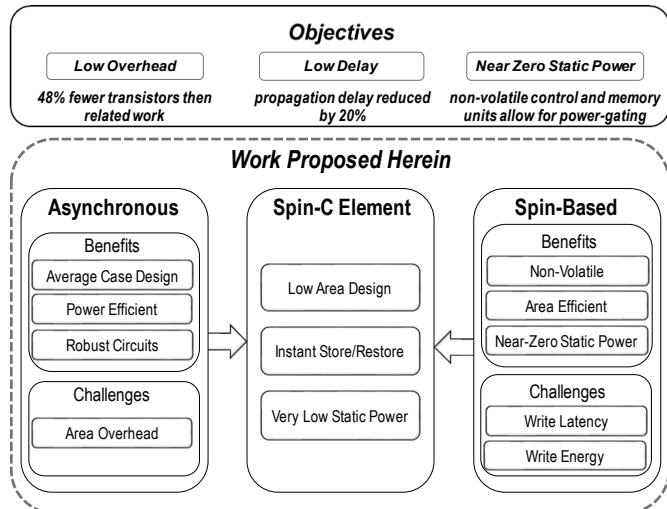 Objectives
Low Overhead
48% fewer transistors then
related work
Low Delay
propagation delay reduced
by 20%
Near Zero Static Power
non-volatile control and memory
units allow for power-gating
Work Proposed Herein
Asynchronous
Benefits
Average Case Design
Power Efficient
Robust Circuits
Challenges
Area Overhead
Spin-C Element
Low Area Design
Instant Store/Restore
Very Low Static Power
Spin-Based
Benefits
Non-Volatile
Area Efficient
Near-Zero Static Power
Challenges
Write Latency
Write Energy